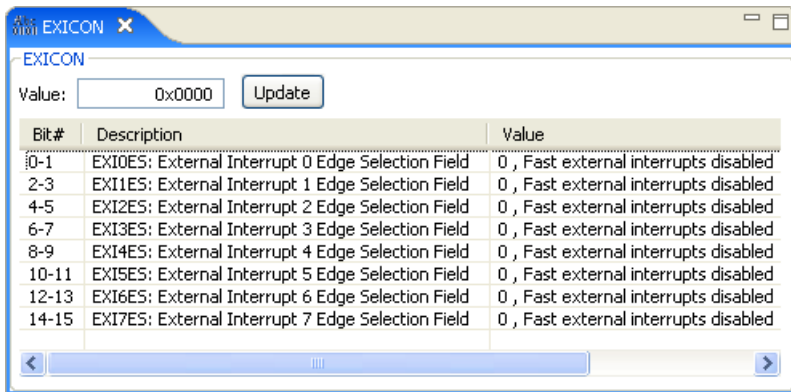 EXICON
EXICON
Value: 0x0000 Update
Bit# Description Value
0-1 EXI0ES: External Interrupt 0 Edge Selection Field 0 , Fast external interrupts disabled
2-3 EXI1ES: External Interrupt 1 Edge Selection Field 0 , Fast external interrupts disabled
4-5 EXI2ES: External Interrupt 2 Edge Selection Field 0 , Fast external interrupts disabled
6-7 EXI3ES: External Interrupt 3 Edge Selection Field 0 , Fast external interrupts disabled
8-9 EXI4ES: External Interrupt 4 Edge Selection Field 0 , Fast external interrupts disabled
10-11 EXI5ES: External Interrupt 5 Edge Selection Field 0 , Fast external interrupts disabled
12-13 EXI6ES: External Interrupt 6 Edge Selection Field 0 , Fast external interrupts disabled
14-15 EXI7ES: External Interrupt 7 Edge Selection Field 0 , Fast external interrupts disabled